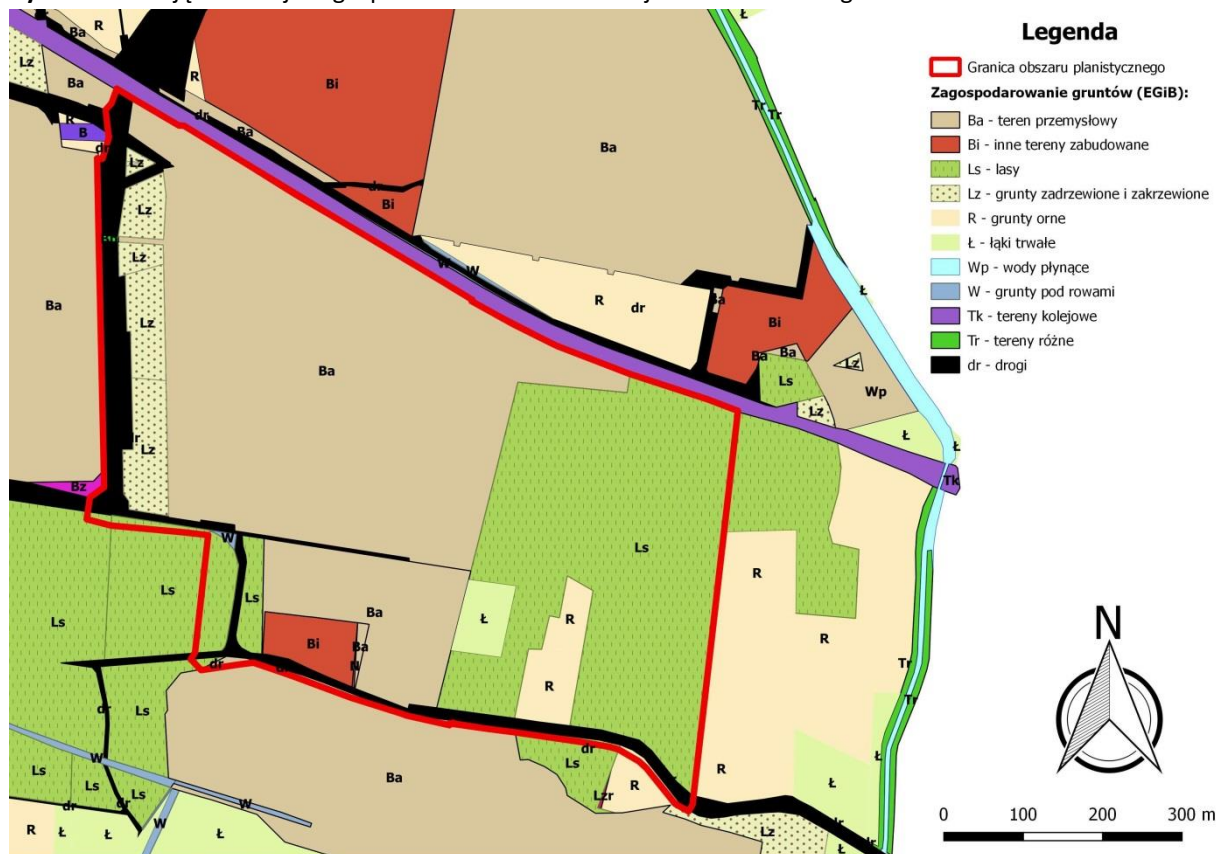 Legenda
Granica obszaru planistycznego
Zagospodarowanie gruntów (EGiB):
Ba - teren przemysłowy
Bi - inne tereny zabudowane
Ls - lasy
Lz - grunty zadrzewione i zakrzewione
R - grunty orne
Ł - łąki trwałe
Wp - wody płynące
W - grunty pod rowami
Tk - tereny kolejowe
Tr - tereny różne
dr - drogi
R
Ba
Lz
Ba
R
Bi
Ł
R
B
dr
dr
Ba
Tr
Tr
Ba
Lz
Lz
dr
Bi
Lz
W
W
Ł
Ba
Lz
R
dr
Bi
Ba
Ba
Ba
Ls
Lz
Wp
Lz
Ł
Ł
Lz
Bz
Tk
W
Ls
R
Ls
Ls
Ls
Ba
Ł
R
R
Bi
Ba
N
R
dr
Tr
Tr
dr
Ls
W
dr
Ls
Lzr
R
R
Ł
Ł
Ba
Ls
Ls
Ls
dr
dr
W
W
R
Ł
Ł
Ł
Lz
Ł
N
0
100
200
300 m